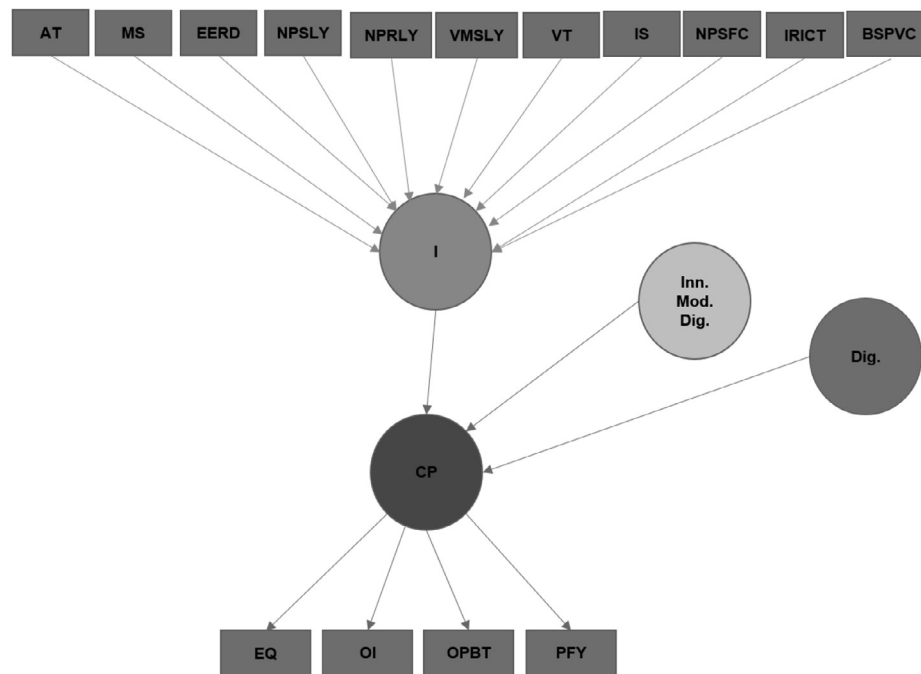 AT
MS
EERD
NPSLY
NPRLY
VMSLY
VT
IS
NPSFC
IRICT
BSPVC
I
Inn.
Mod.
Dig.
Dig.
CP
EQ
OI
OPBT
PFY